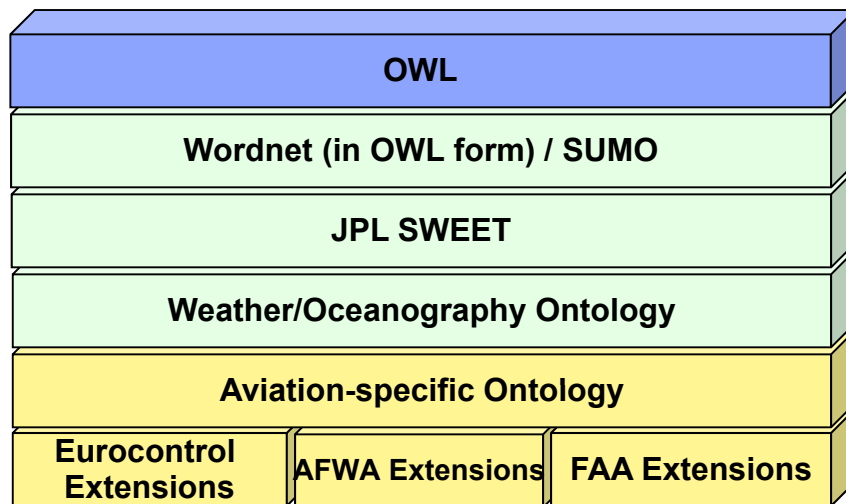 OWL
Wordnet (in OWL form) / SUMO
JPL SWEET
Weather/Oceanography Ontology
Aviation-specific Ontology
Eurocontrol
Extensions
AFWA Extensions
FAA Extensions